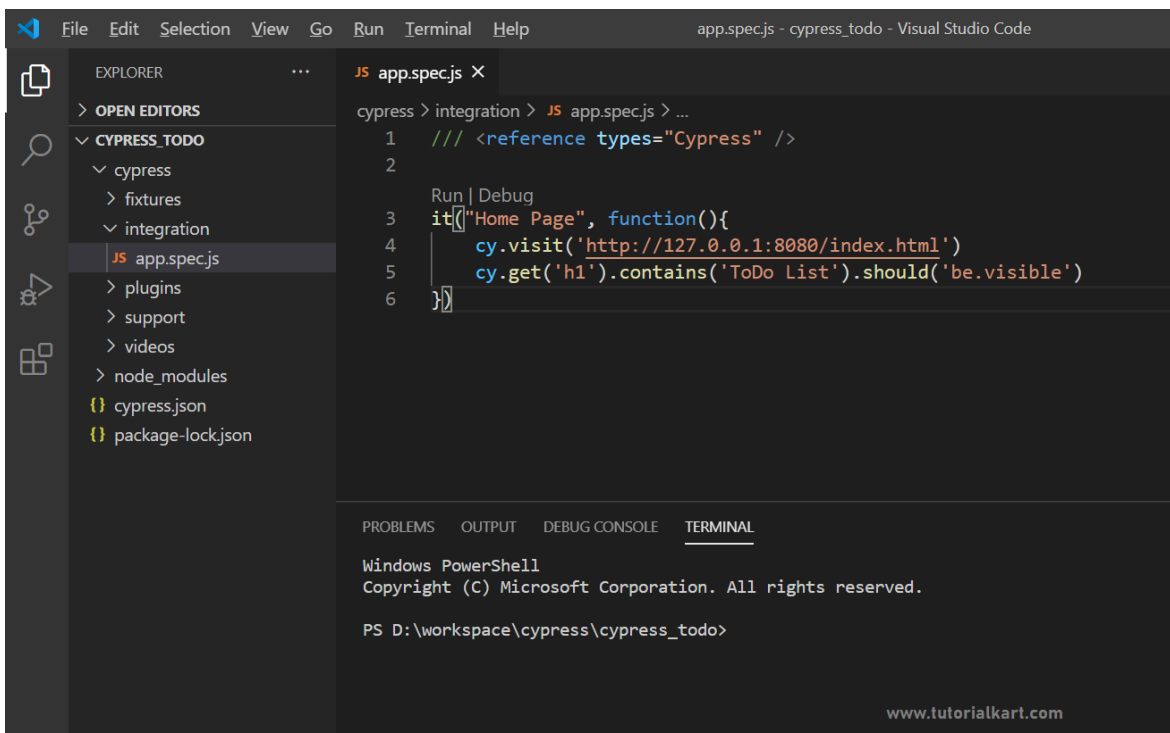 File Edit Selection View Go Run Terminal Help app.spec.js - cypress_todo - Visual Studio Code
EXPLORER ···
> OPEN EDITORS
CYPRESS_TODO
cypress
> fixtures
integration
JS app.spec.js
> plugins
> support
> videos
> node_modules
{} cypress.json
{} package-lock.json
JS app.spec.js ×
cypress > integration > JS app.spec.js > ...
1 /// <reference types="Cypress" />
2
Run | Debug
3 it("Home Page", function(){
4 cy.visit('http://127.0.0.1:8080/index.html')
5 cy.get('h1').contains('ToDo List').should('be.visible')
6 })
PROBLEMS OUTPUT DEBUG CONSOLE TERMINAL
Windows PowerShell
Copyright (C) Microsoft Corporation. All rights reserved.
PS D:\workspace\cypress\cypress_todo>
www.tutorialkart.com